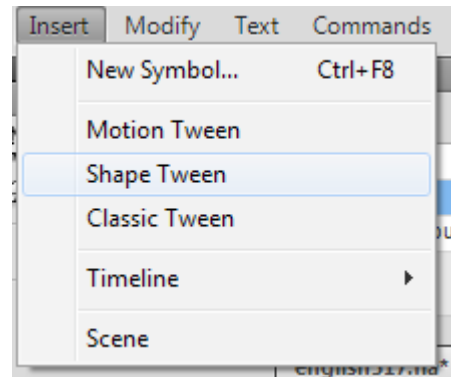 Insert Modify Text Commands
New Symbol... Ctrl+F8
Motion Tween
Shape Tween
Classic Tween
Timeline
Scene